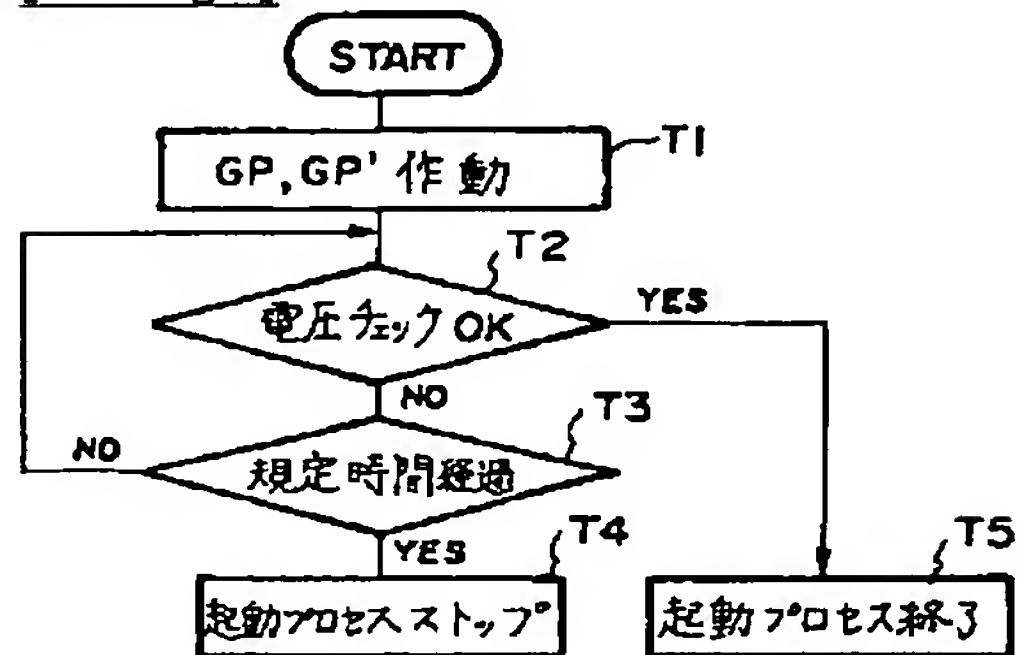 START
GP,GP' 作動
T1
T2
電圧チェックOK
YES
NO
T3
NO
規定時間経過
YES
T4
T5
起動プロセスストップ
起動プロセス終了